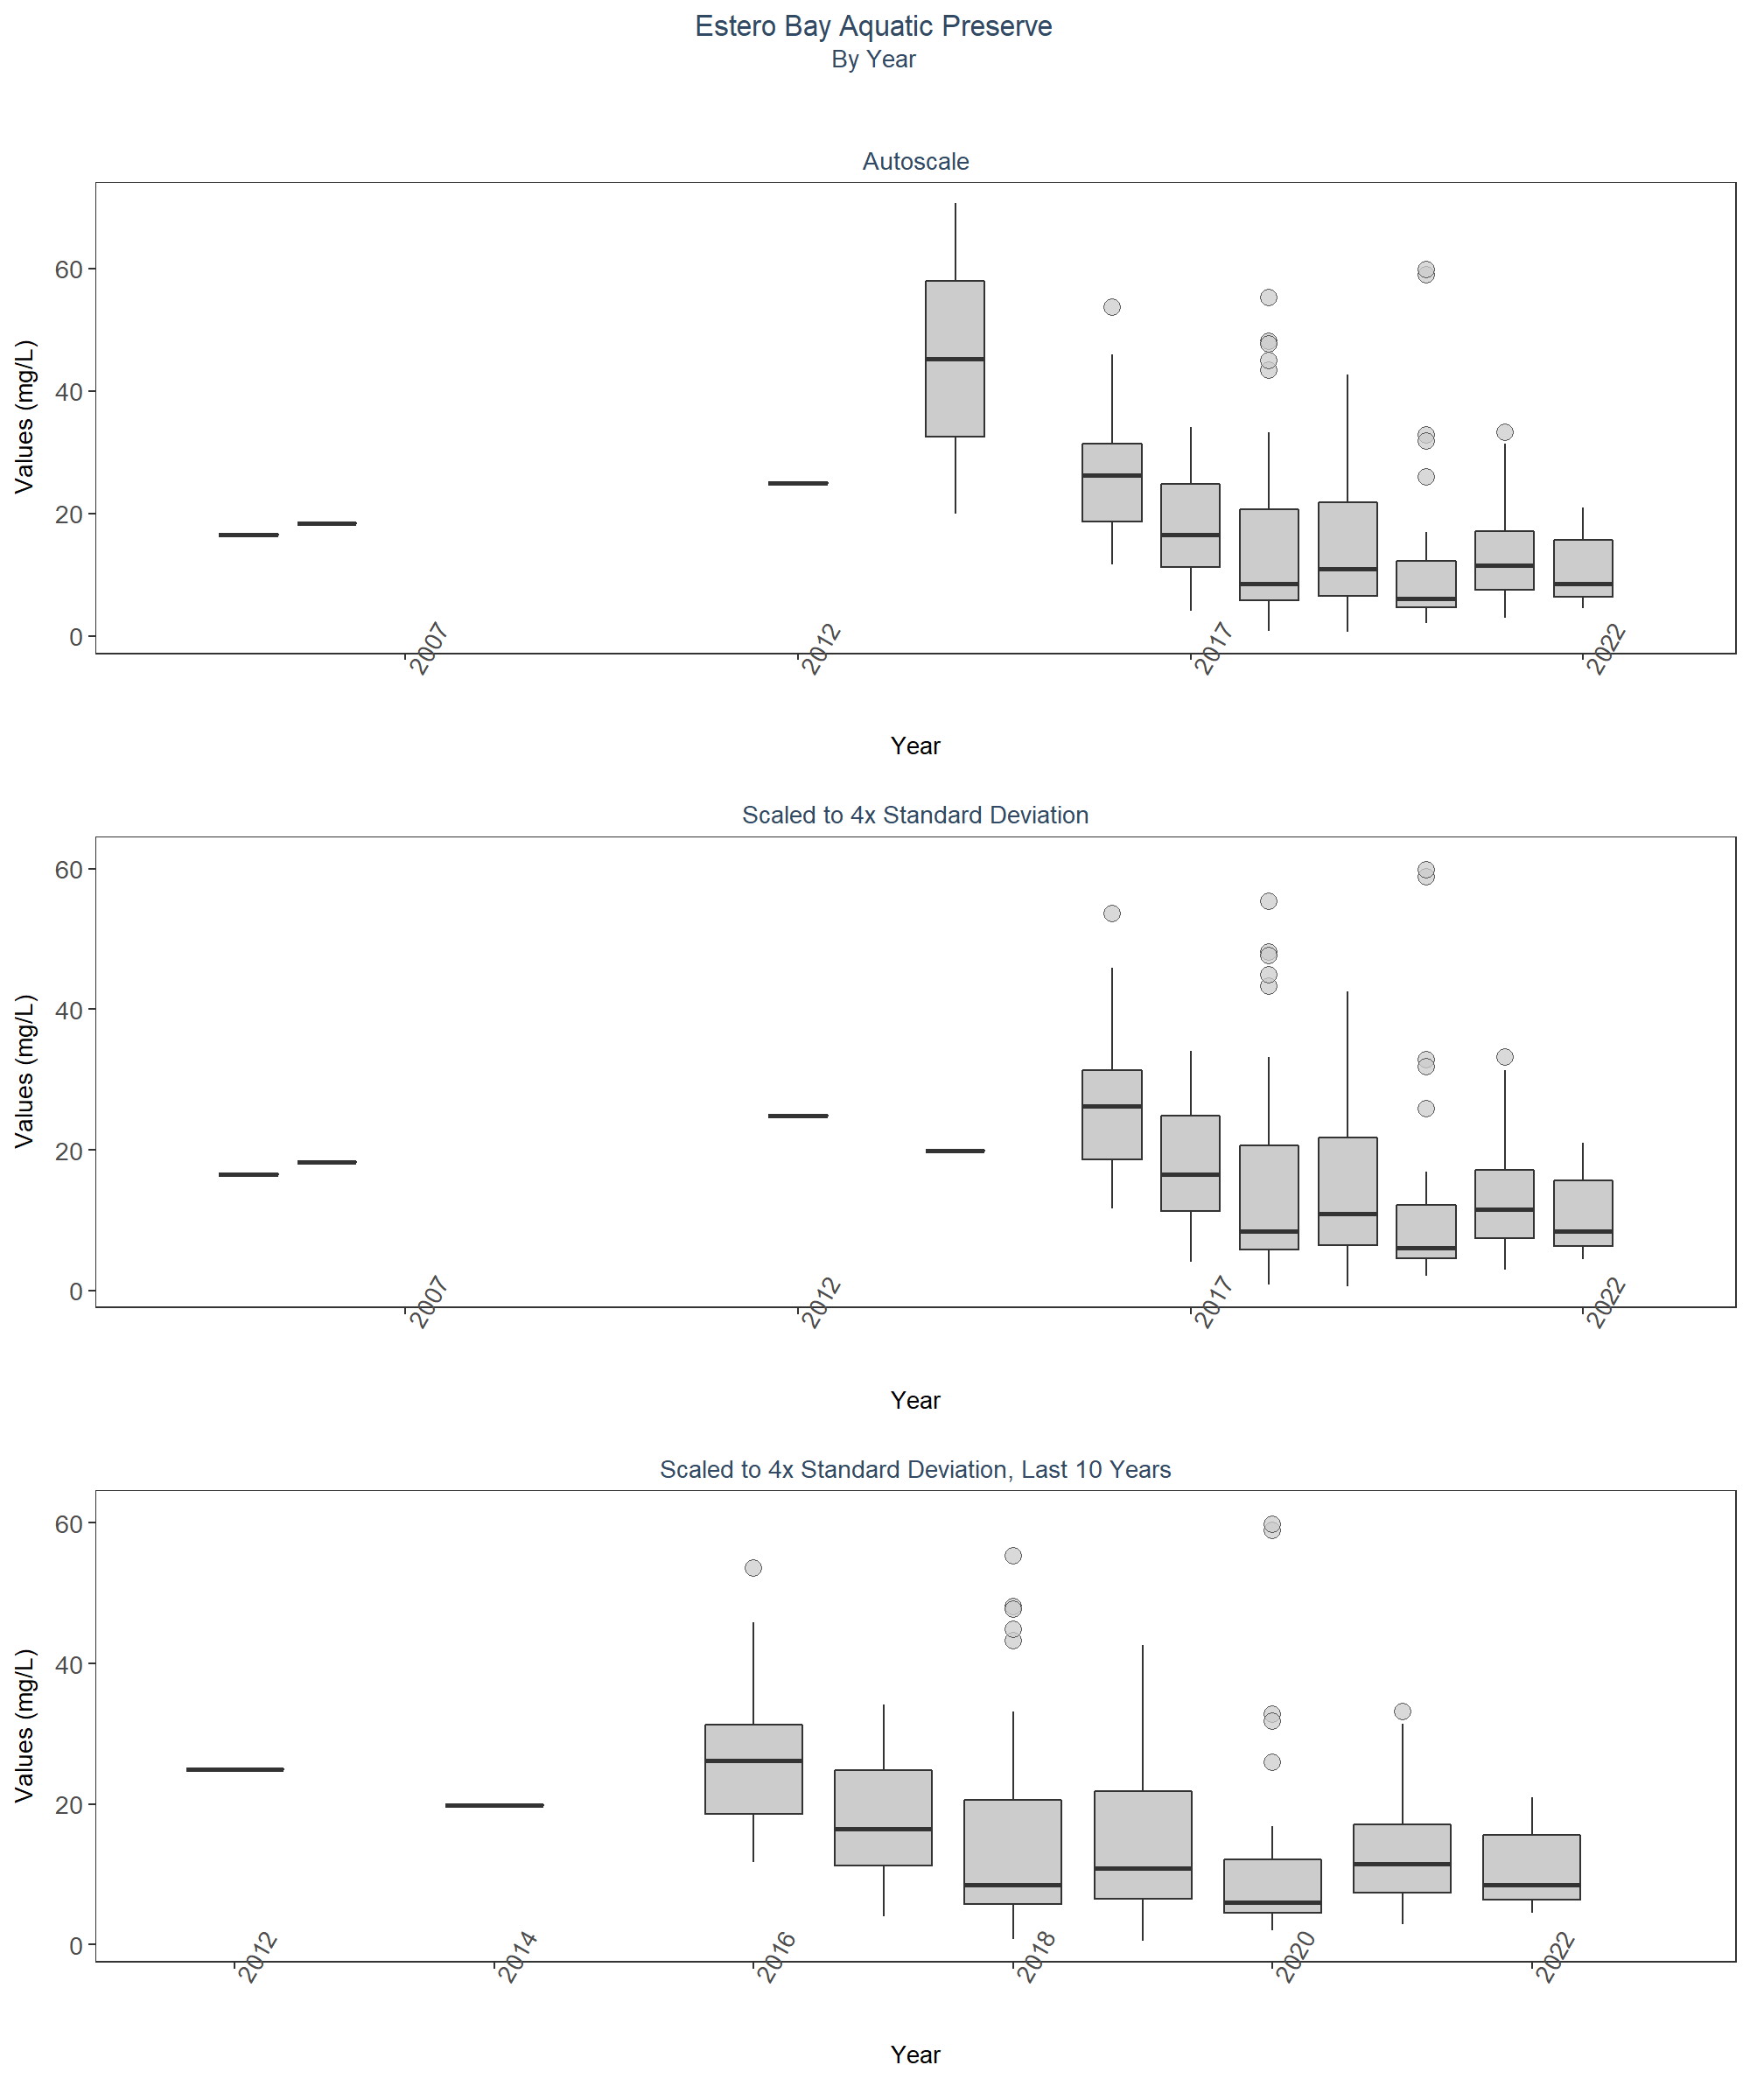 Estero Bay Aquatic Preserve
By Year
Autoscale
Values (mg/L)
60
40
20
0
2007
2012
2017
2022
Year
Scaled to 4x Standard Deviation
Values (mg/L)
60
40
20
0
2007
2012
2017
2022
Year
Scaled to 4x Standard Deviation, Last 10 Years
Values (mg/L)
60
40
20
0
2012
2014
2016
2018
2020
2022
Year